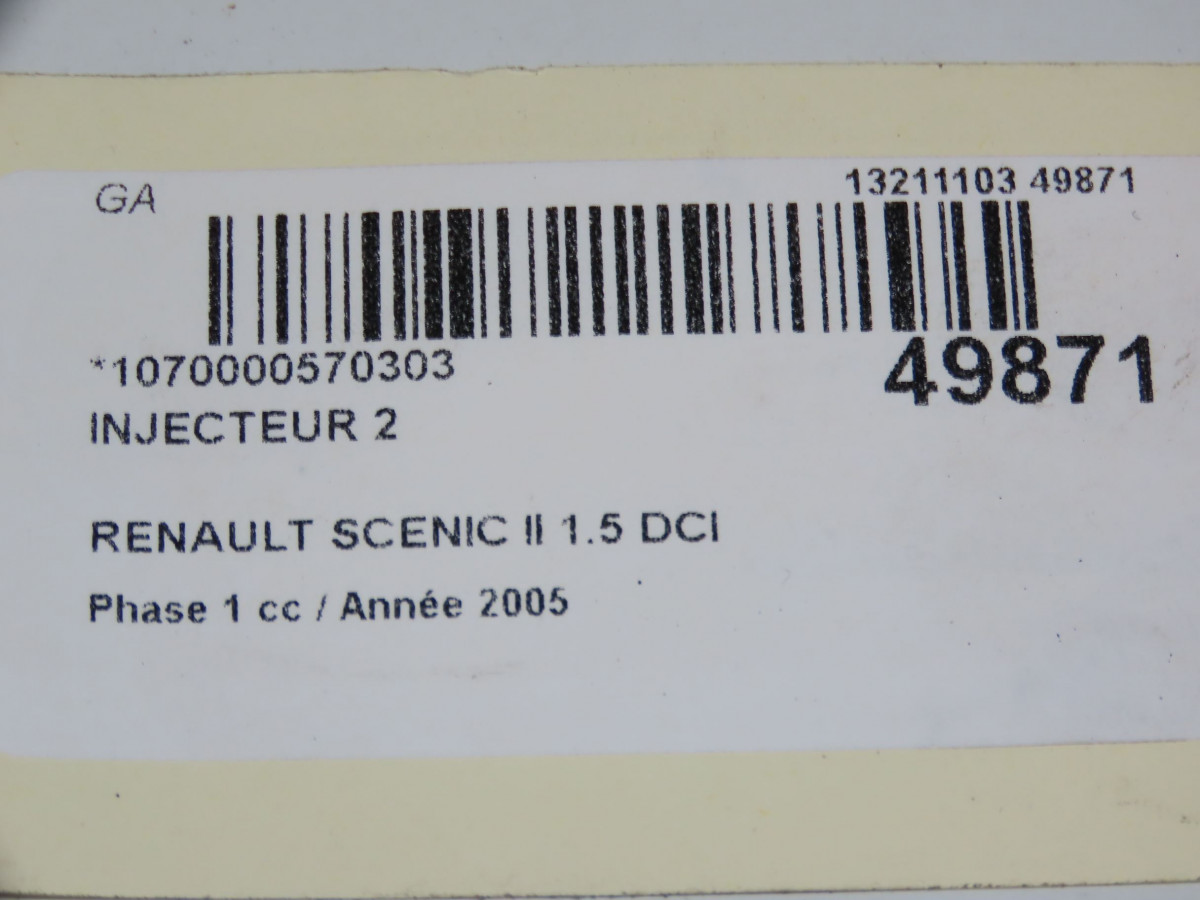 GA
13211103 49871
*1070000570303
49871
INJECTEUR 2
RENAULT SCENIC II 1.5 DCI
Phase 1 cc / Année 2005